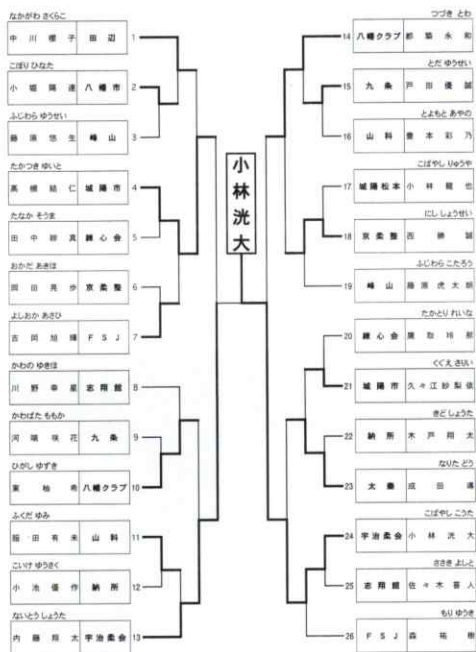 なかがわ さくらこ
中川櫻子 田辺 1
こぼり ひなた
小堀陽達 八幡市 2
ふじわら ゆうせい
藤原悠生 峰山 3
たかつき ゆいと
高槻結仁 城陽市 4
たなか そうま
田中 真 錬心会 5
おかだ あきほ
岡田晃歩 京柔整 6
よしおか あさひ
吉岡旭輝 FSJ 7
かわの ゆきほ
川野幸星 志翔館 8
かわばた ももか
河端咲花 九条 9
ひがし ゆずき
東柚希 八幡クラブ 10
ふくだ ゆみ
福田有未 山科 11
こいけ ゆうさく
小池優作 納所 12
ないとう しょうた
内藤翔太 宇治柔会 13
小林洸大
つづき とわ
14 八幡クラブ 都築永和
とだ ゆうせい
15 九条 戸田優誠
とよもと あやの
16 山科 豊本彩乃
こばやし りゅうや
17 城陽松本 小林龍也
にし しょうせい
18 京柔整 西勝誠
ふじわら こたろう
19 峰山 藤原虎太朗
たかとり れいな
20 錬心会 鷹取玲那
くぐえ さりい
21 城陽市 久々江紗梨依
きど しょうた
22 納所 木戸翔太
なりた どう
23 太秦 成田導
こばやし こうた
24 宇治柔会 小林洸大
ささき よしと
25 志翔館 佐々木喜人
もり ゆうき
26 FSJ 森祐樹